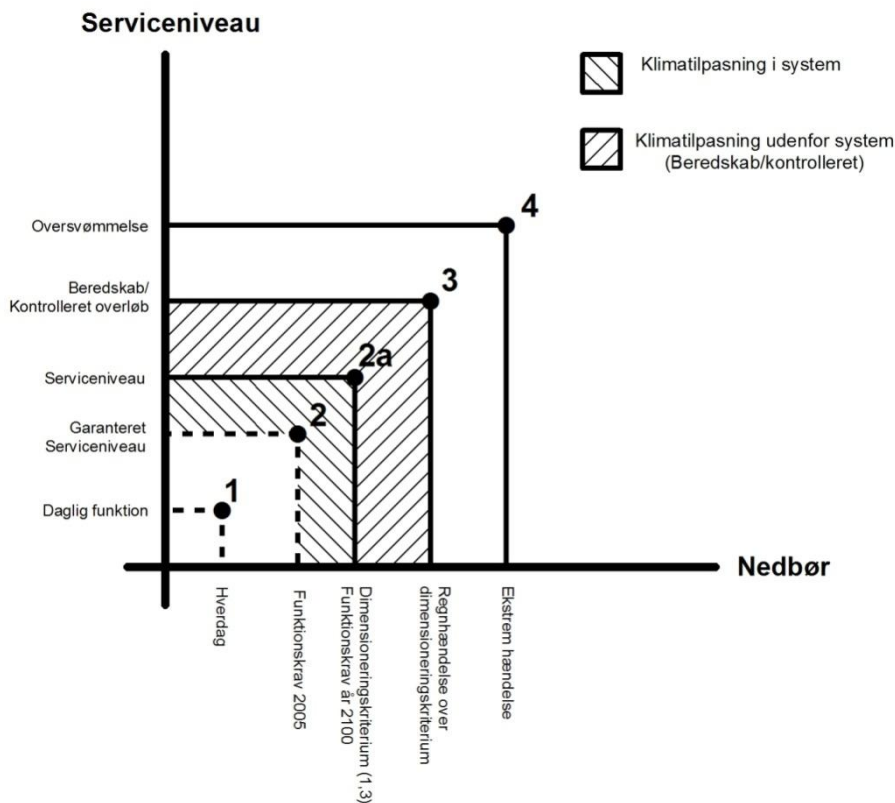 Serviceniveau
Klimatilpasning i system
Klimatilpasning udenfor system
(Beredskab/kontrolleret)
Oversvømmelse
4
Beredskab/
Kontrolleret overløb
3
Serviceniveau
2a
Garanteret
Serviceniveau
2
Daglig funktion
1
Nedbør
Hverdag
Funktionskrav 2005
Dimensioneringskriterium (1,3)
Funktionskrav år 2100
Regnhændelse over
dimensioneringskriterium
Ekstrem hændelse